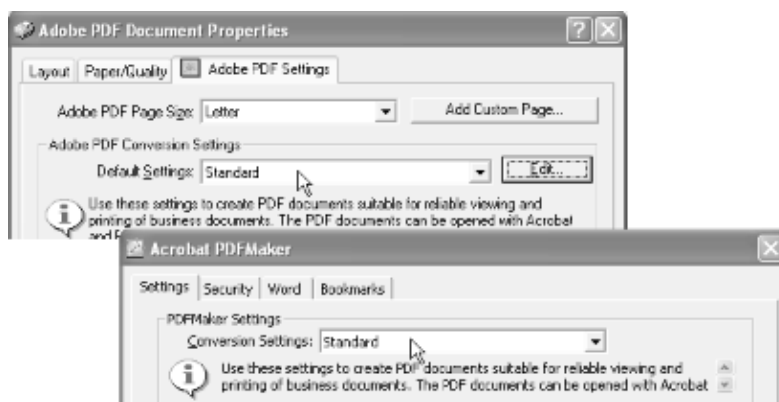 Adobe PDF Document Properties
Layout Paper/Quality Adobe PDF Settings
Adobe PDF Page Size: Letter Add Custom Page...
Adobe PDF Conversion Settings
Default Settings: Standard Edit...
Use these settings to create PDF documents suitable for reliable viewing and
printing of business documents. The PDF documents can be opened with Acrobat
and
Acrobat PDFMaker
Settings Security Word Bookmarks
PDFMaker Settings
Conversion Settings: Standard
Use these settings to create PDF documents suitable for reliable viewing and
printing of business documents. The PDF documents can be opened with Acrobat